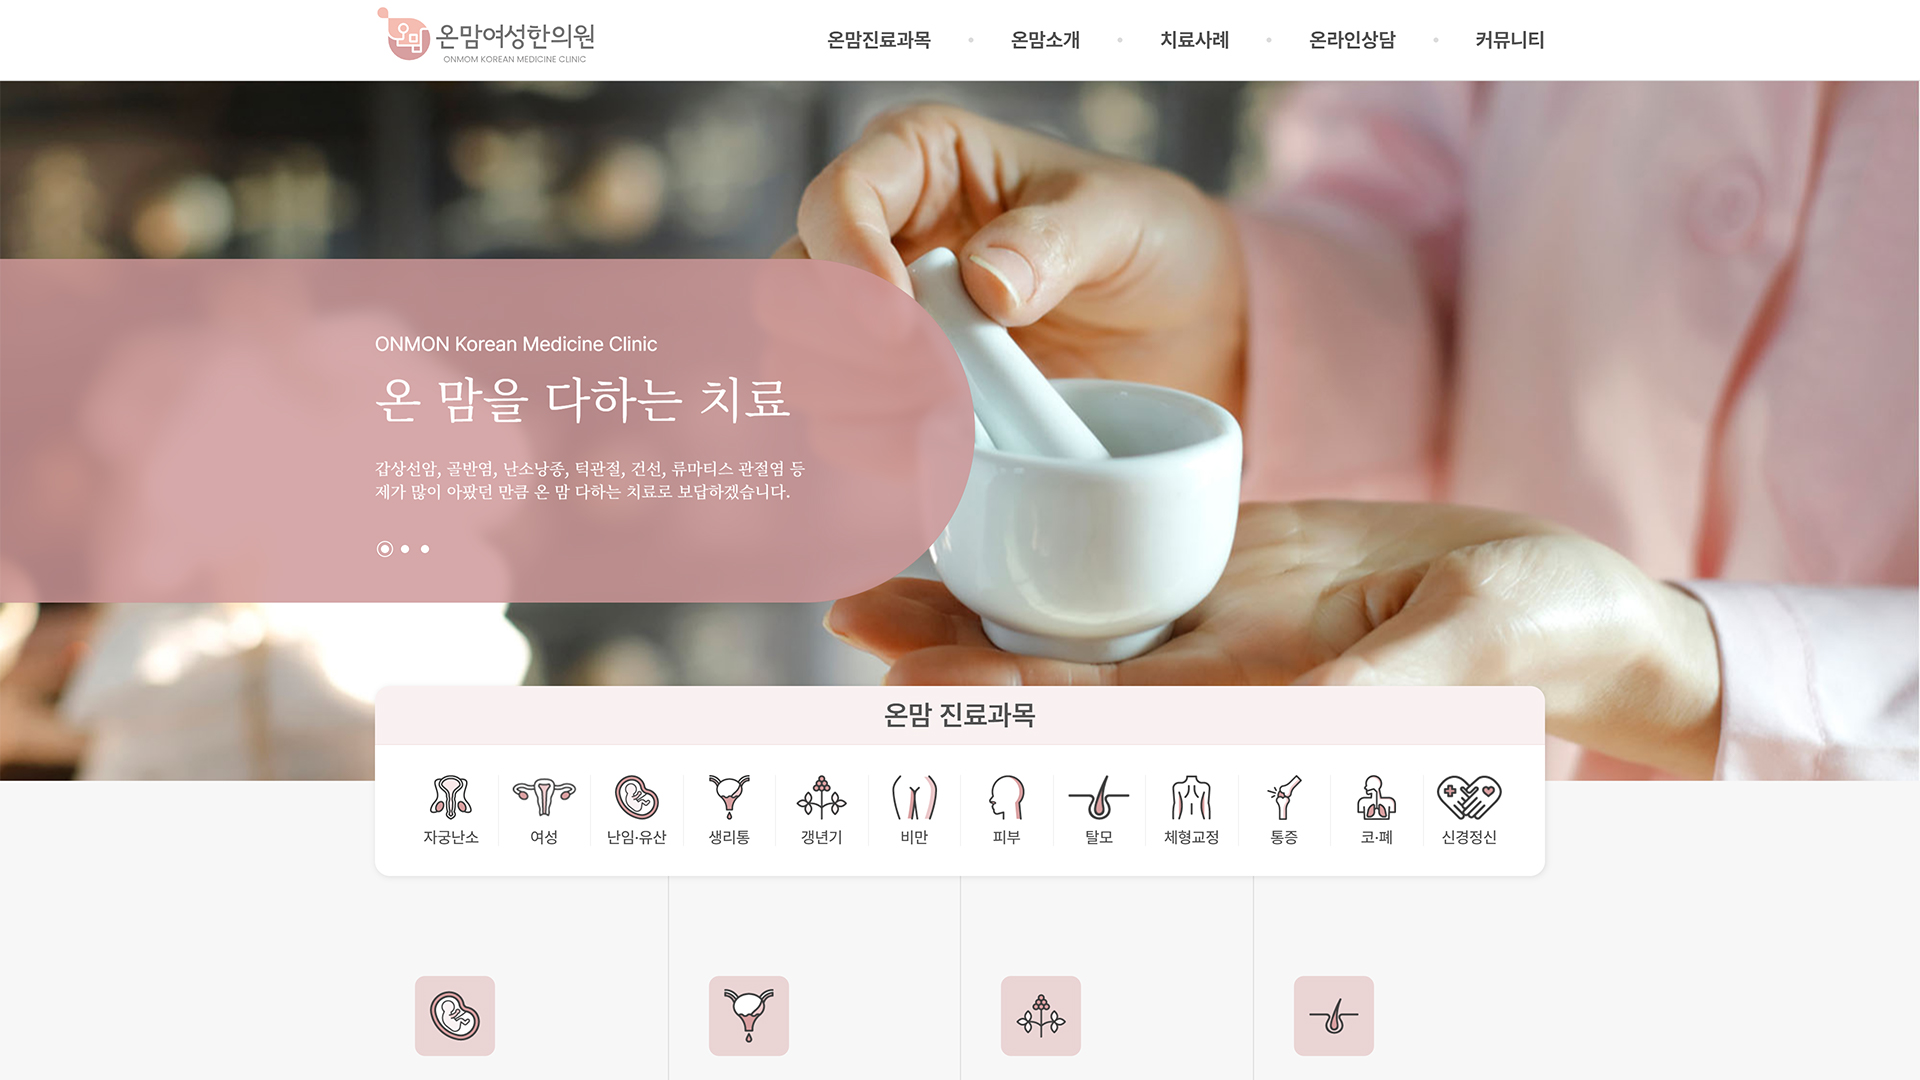 온맘
온맘여성한의원
ONMOM KOREAN MEDICINE CLINIC
온맘진료과목
온맘소개
치료사례
온라인상담
커뮤니티
ONMON Korean Medicine Clinic
온 맘을 다하는 치료
갑상선암, 골반염, 난소낭종, 턱관절, 건선, 류마티스 관절염 등
제가 많이 아팠던 만큼 온 맘 다하는 치료로 보답하겠습니다.
온맘 진료과목
자궁난소
여성
난임·유산
생리통
갱년기
비만
피부
탈모
체형교정
통증
코·폐
신경정신